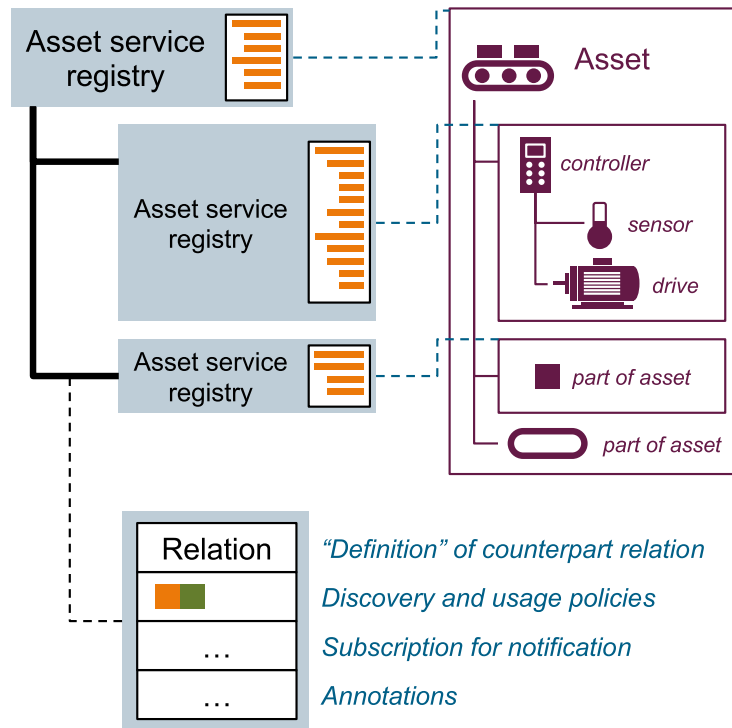 Asset service
registry
Asset
Asset service
registry
controller
sensor
drive
Asset service
registry
part of asset
part of asset
Relation
“Definition” of counterpart relation
Discovery and usage policies
...
Subscription for notification
...
Annotations